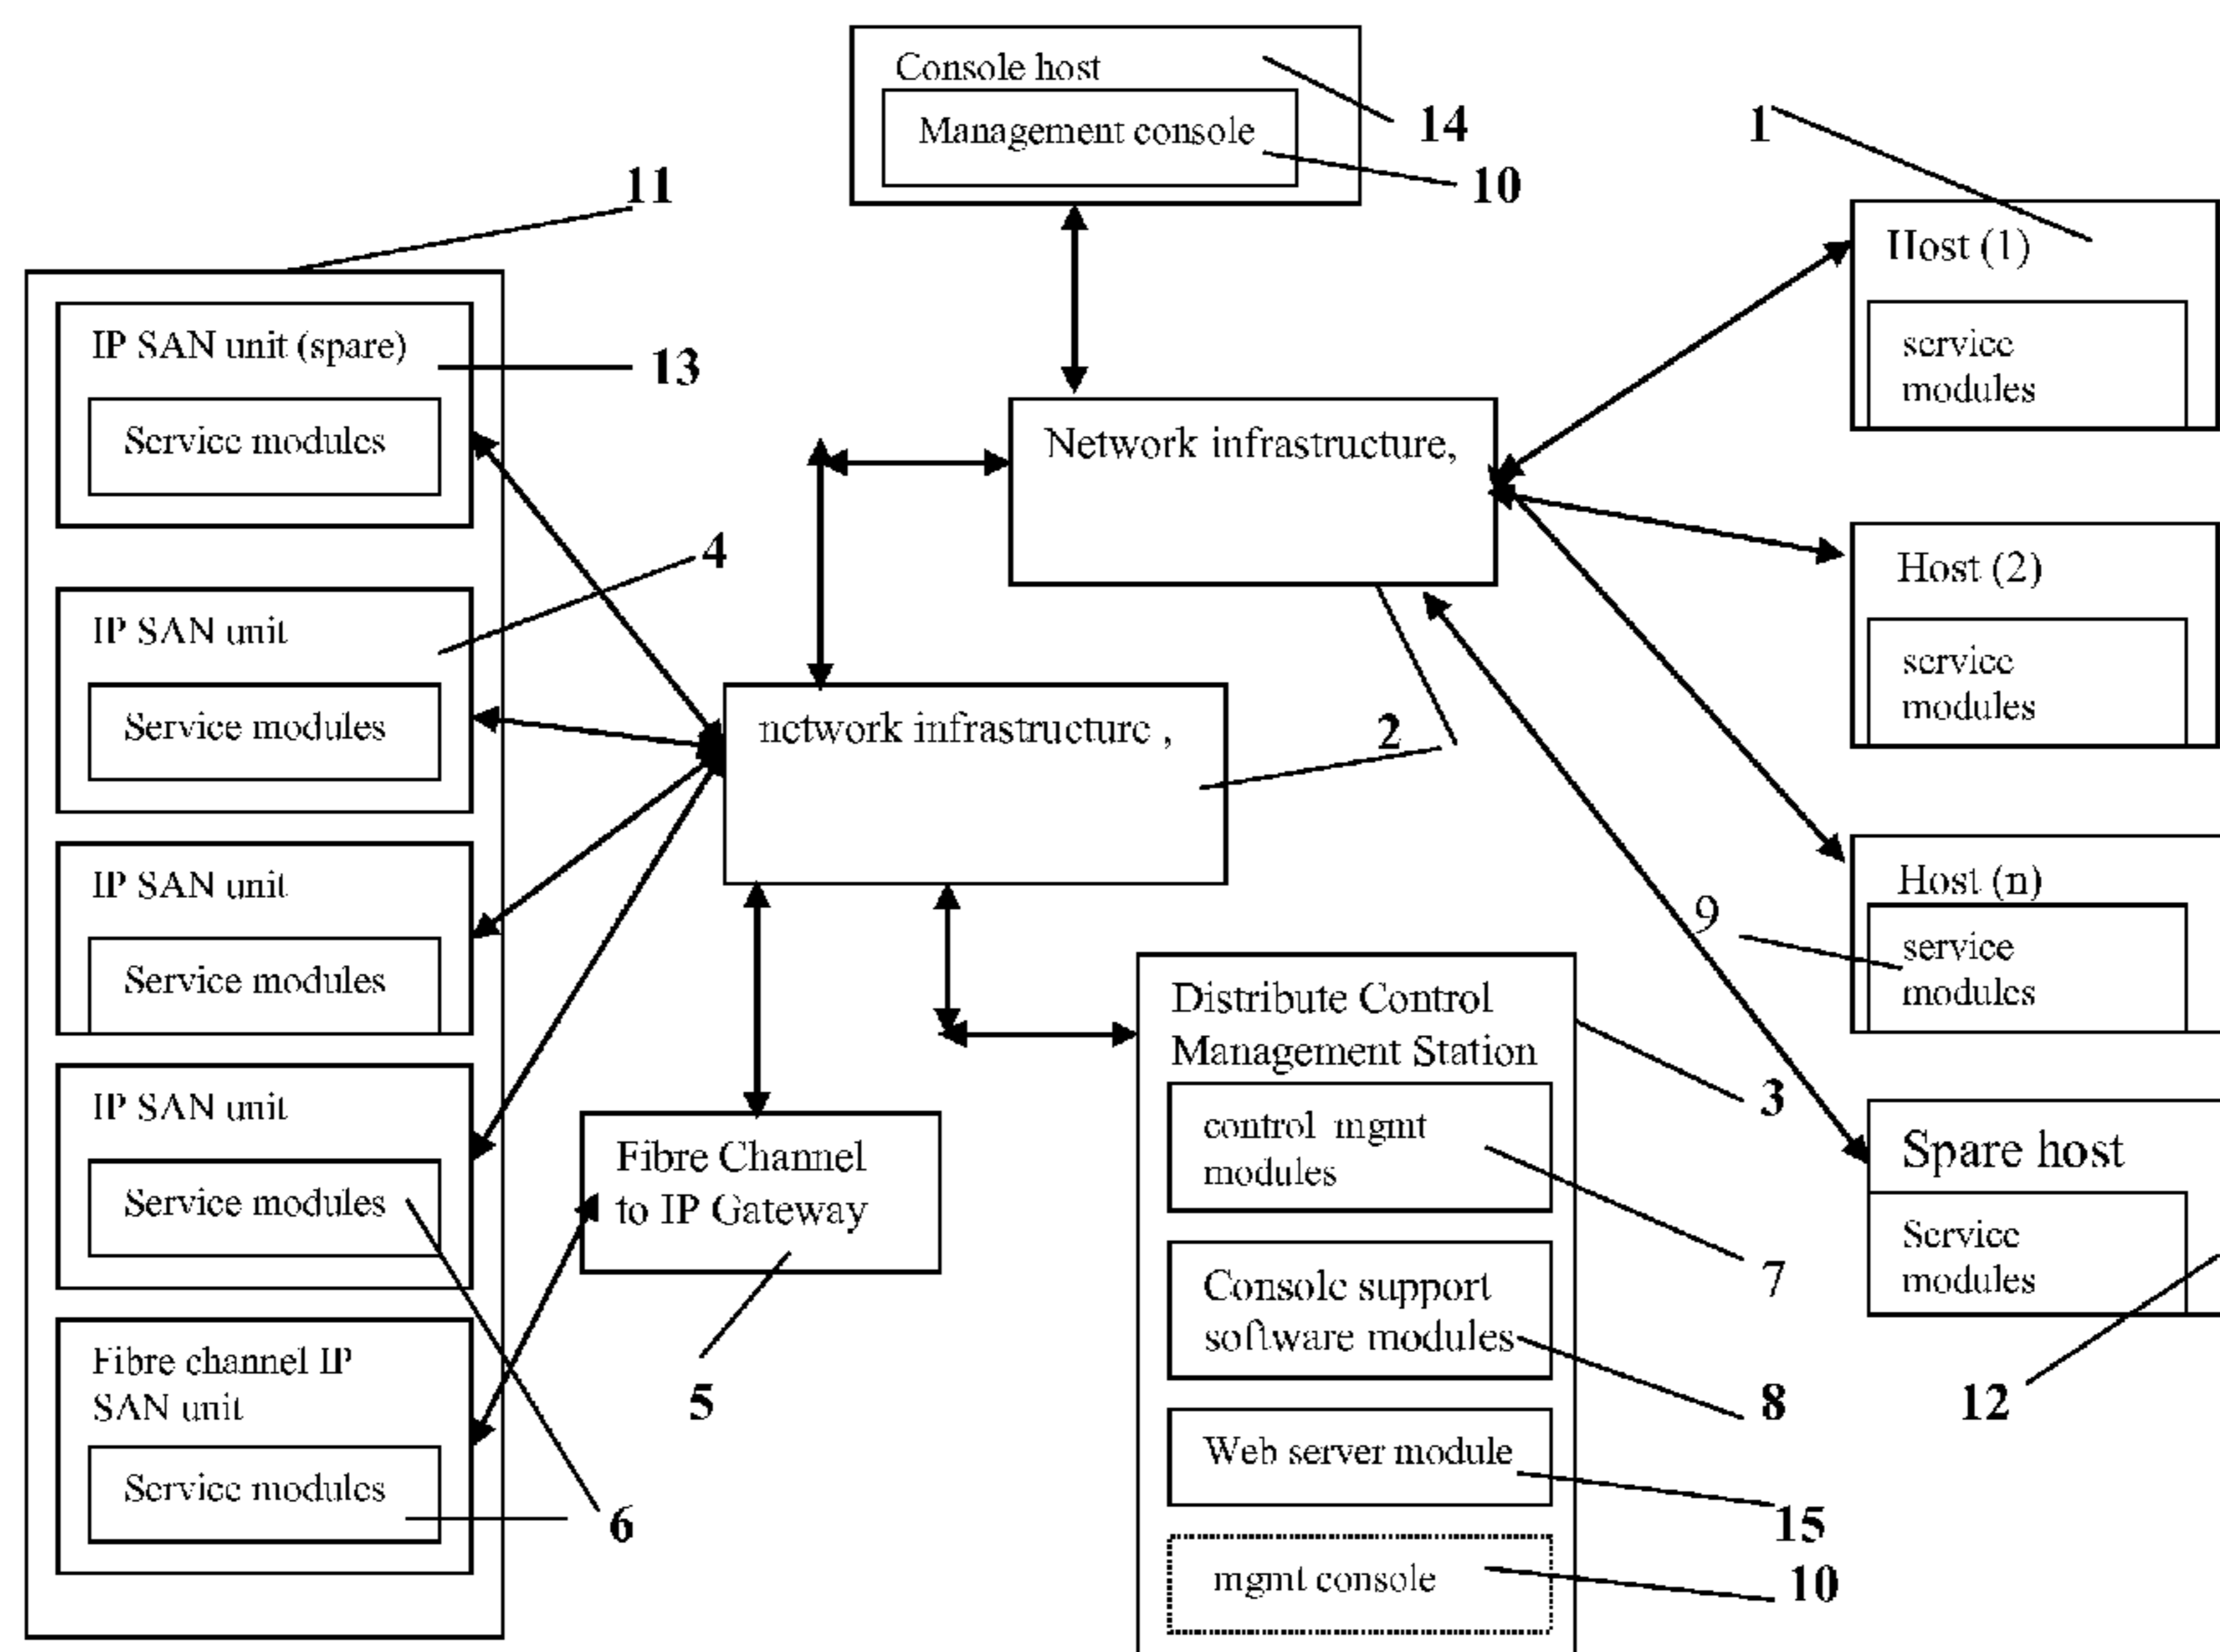 Console host
Management console
14
10
1
11
Host (1)
service
modules
IP SAN unit (spare)
13
Service modules
Network infrastructure,
4
Host (2)
service
modules
IP SAN unit
Service modules
network infrastructure ,
2
IP SAN unit
Service modules
Host (n)
9
service
modules
Distribute Control
Management Station
3
IP SAN unit
Service modules
Fibre Channel
to IP Gateway
5
control mgmt
modules
7
Spare host
Service
modules
12
Console support
software modules
8
Fibre channel IP
SAN unit
Service modules
6
Web server module
15
mgmt console
10